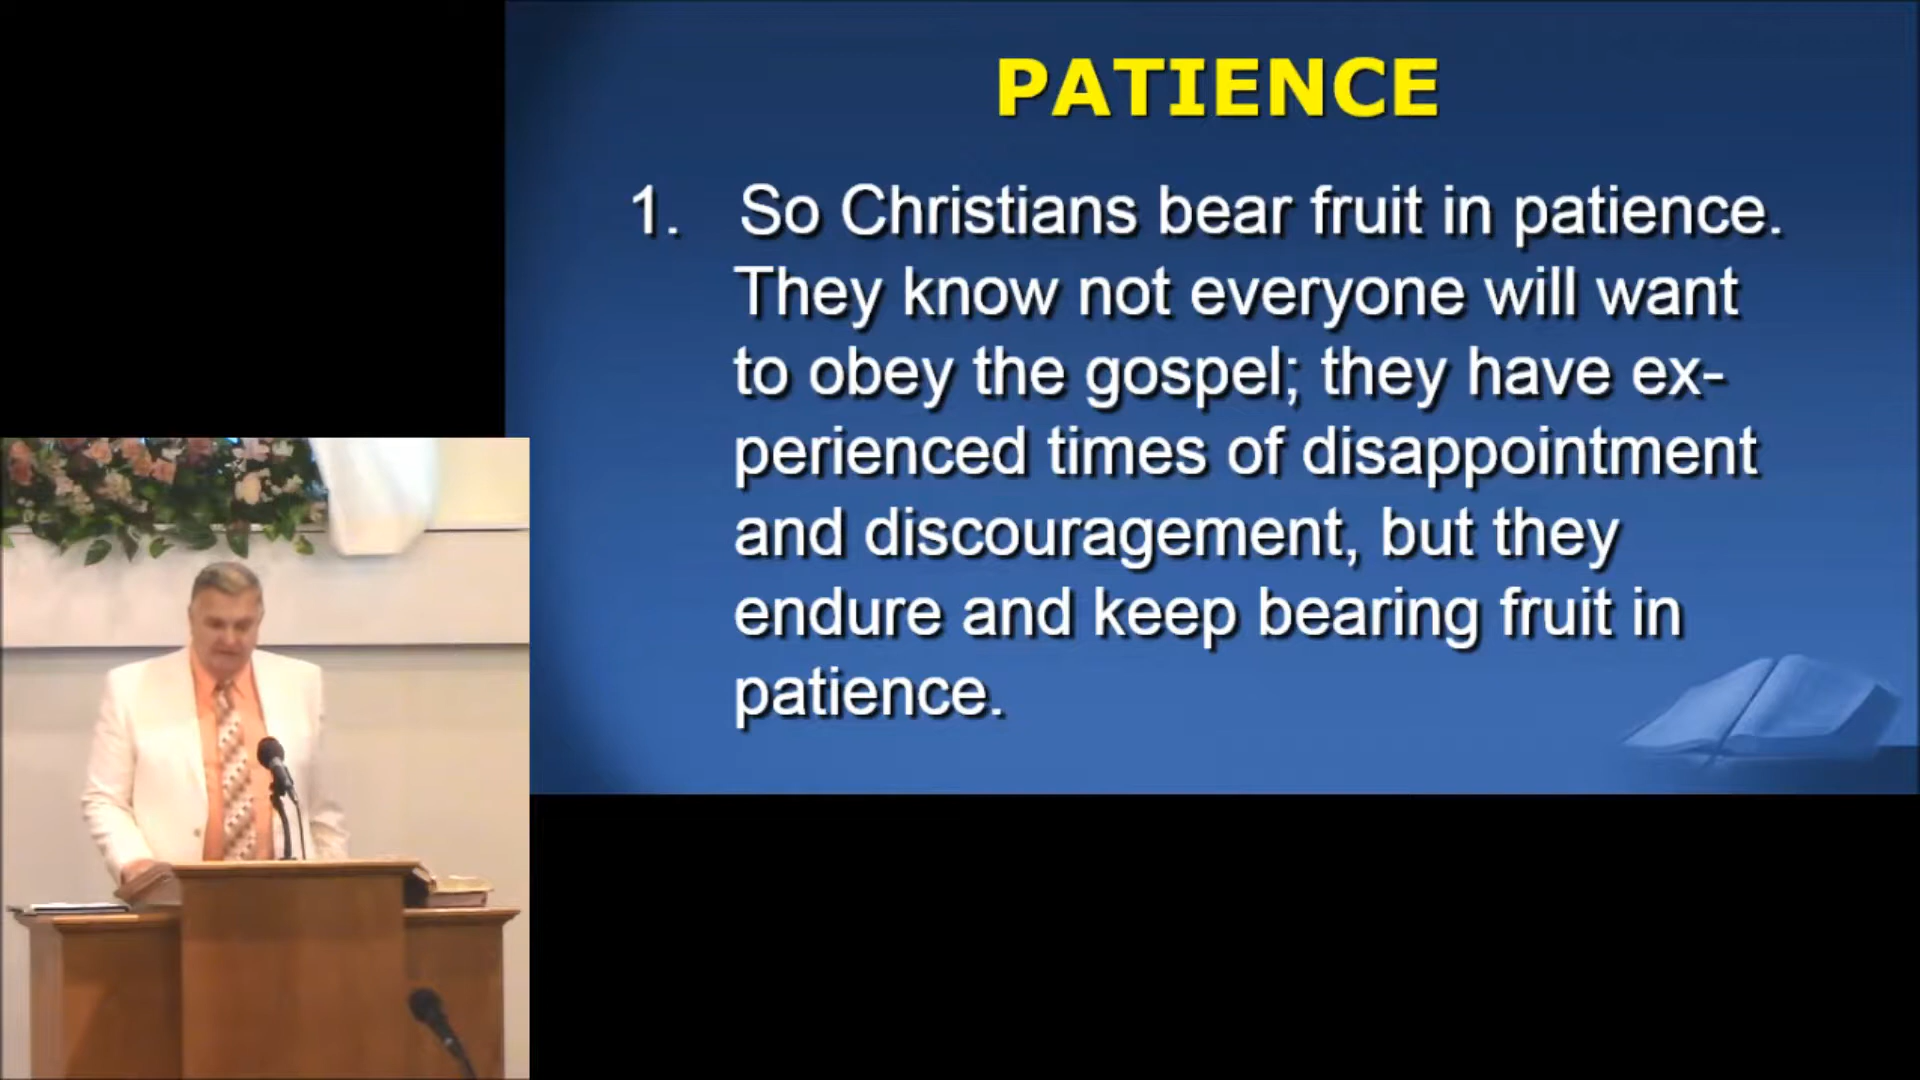 PATIENCE
1. So Christians bear fruit in patience.
They know not everyone will want
to obey the gospel; they have ex-
perienced times of disappointment
and discouragement, but they
endure and keep bearing fruit in
patience.